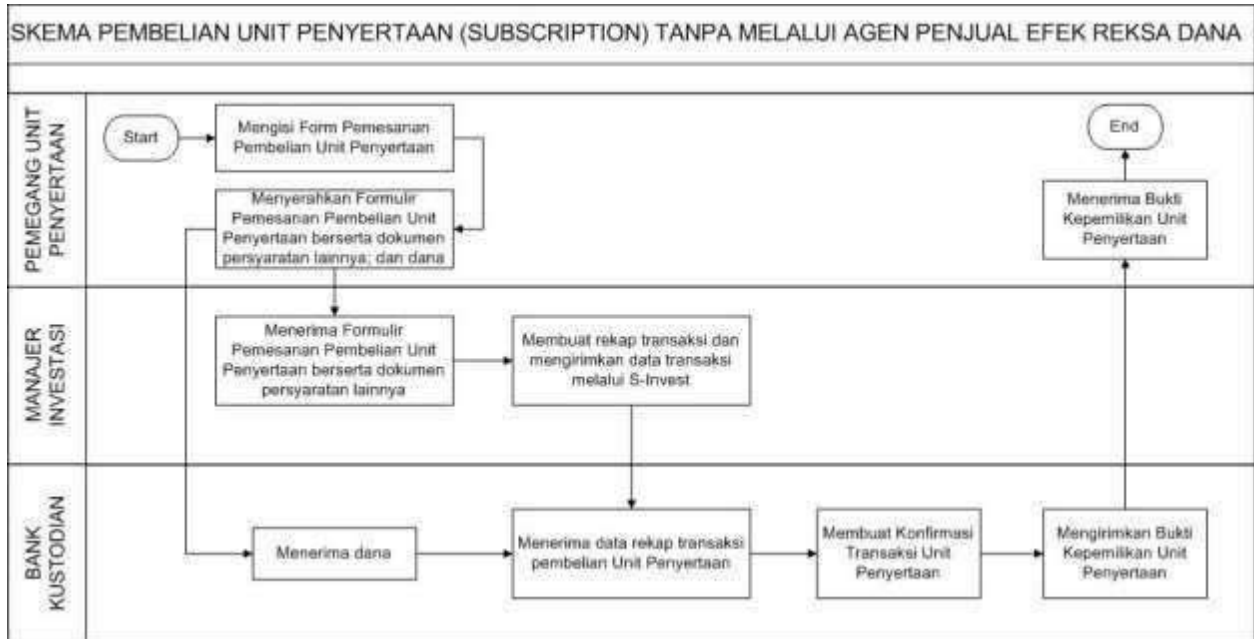 SKEMA PEMBELIAN UNIT PENYERTAAN (SUBSCRIPTION) TANPA MELALUI AGEN PENJUAL EFEK REKSA DANA
PEMEGANG UNIT
PENYERTAAN
Start
Mengisi Form Pemesanan
Pembelian Unit Penyertaan
Menyerahkan Formulir
Pemesanan Pembelian Unit
Penyertaan berserta dokumen
persyaratan lainnya; dan dana
End
Menerima Bukti
Kepemilikan Unit
Penyertaan
MANAJER
INVESTASI
Menerima Formulir
Pemesanan Pembelian Unit
Penyertaan berserta dokumen
persyaratan lainnya
Membuat rekap transaksi dan
mengirimkan data transaksi
melalui S-Invest
BANK
KUSTODIAN
Menerima dana
Menerima data rekap transaksi
pembelian Unit Penyertaan
Membuat Konfirmasi
Transaksi Unit
Penyertaan
Mengirimkan Bukti
Kepemilikan Unit
Penyertaan